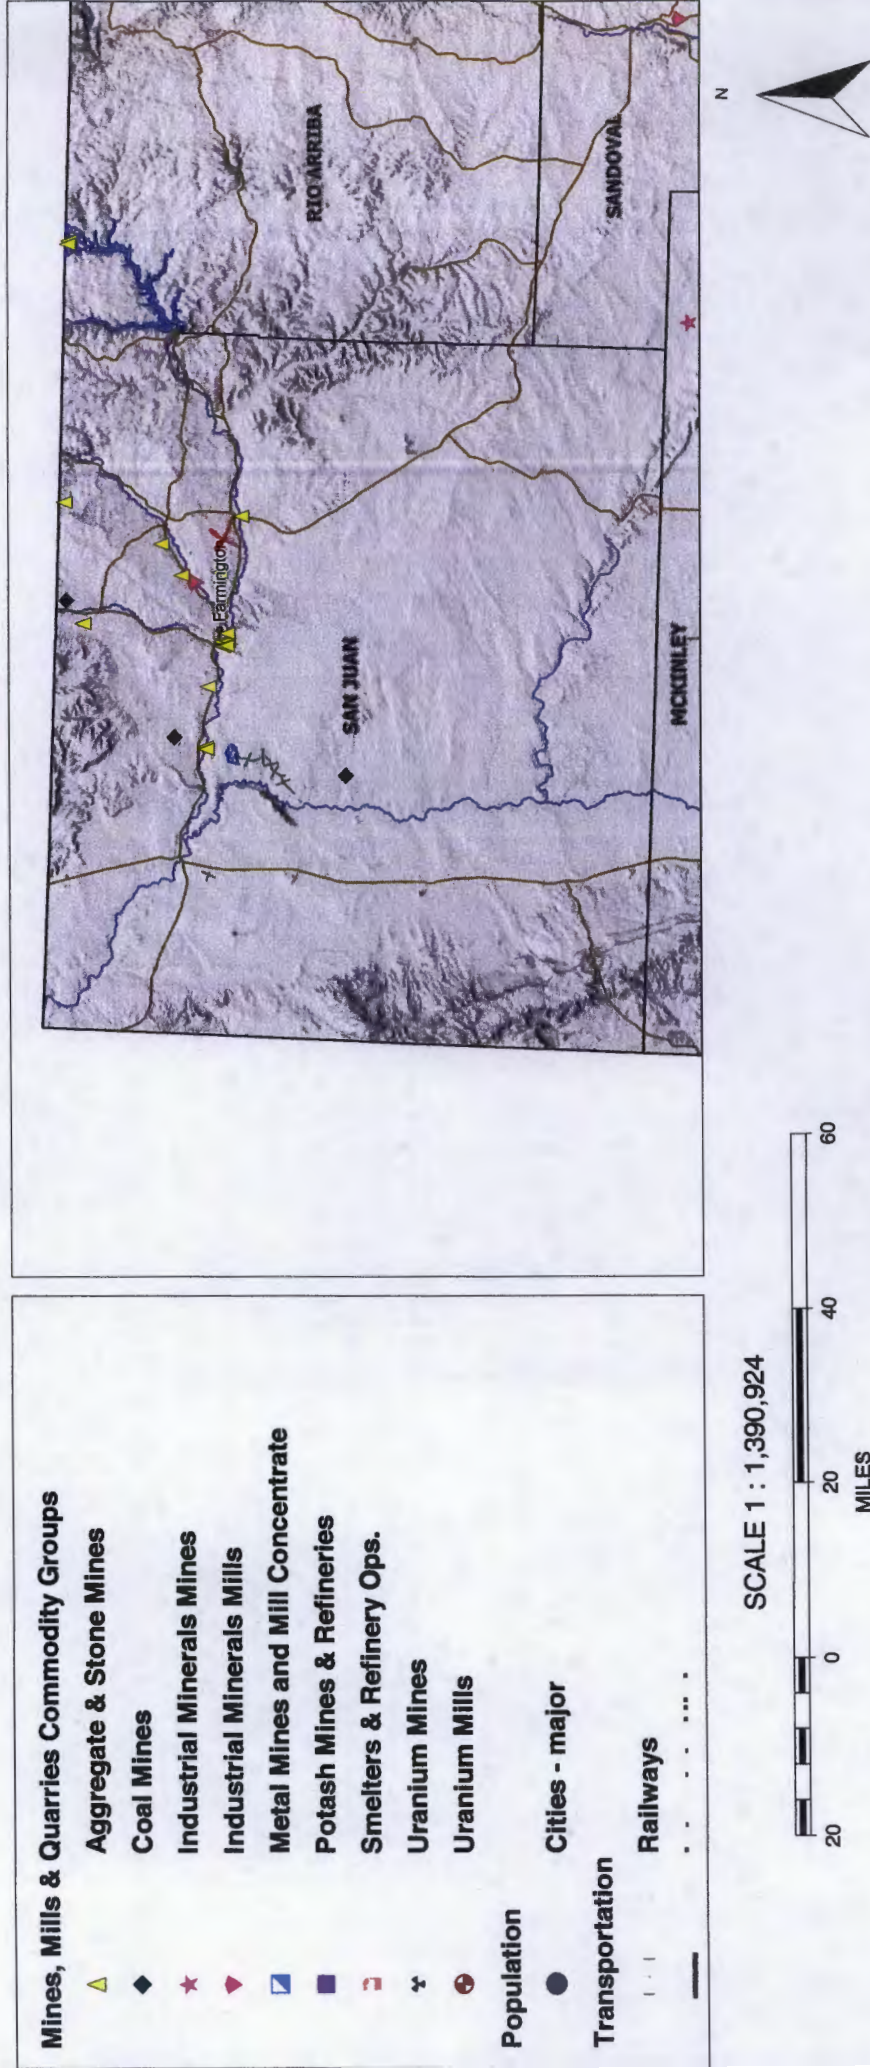 Mines, Mills & Quarries Commodity Groups
Aggregate & Stone Mines
Coal Mines
Industrial Minerals Mines
Industrial Minerals Mills
Metal Mines and Mill Concentrate
Potash Mines & Refineries
Smelters & Refinery Ops.
Uranium Mines
Uranium Mills
Population
Cities - major
Transportation
Railways
Farmington
RIO ARRIBA
SAN JUAN
SANDOVAL
MCKINLEY
N
SCALE 1 : 1,390,924
20 0 20 40 60
MILES